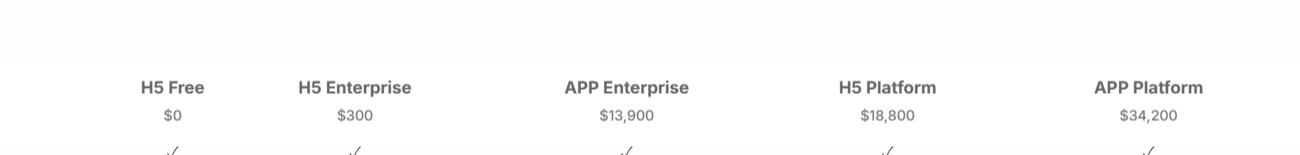 H5 Free H5 Enterprise APP Enterprise H5 Platform APP Platform
$0 $300 $13,900 $18,800 $34,200
✓ ✓ ✓ ✓ ✓